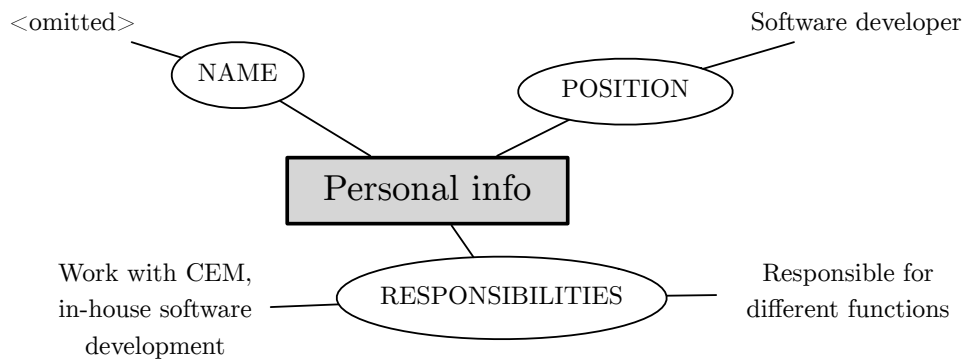 <omitted>
Software developer
NAME
POSITION
Personal info
Work with CEM,
in-house software
development
RESPONSIBILITIES
Responsible for
different functions